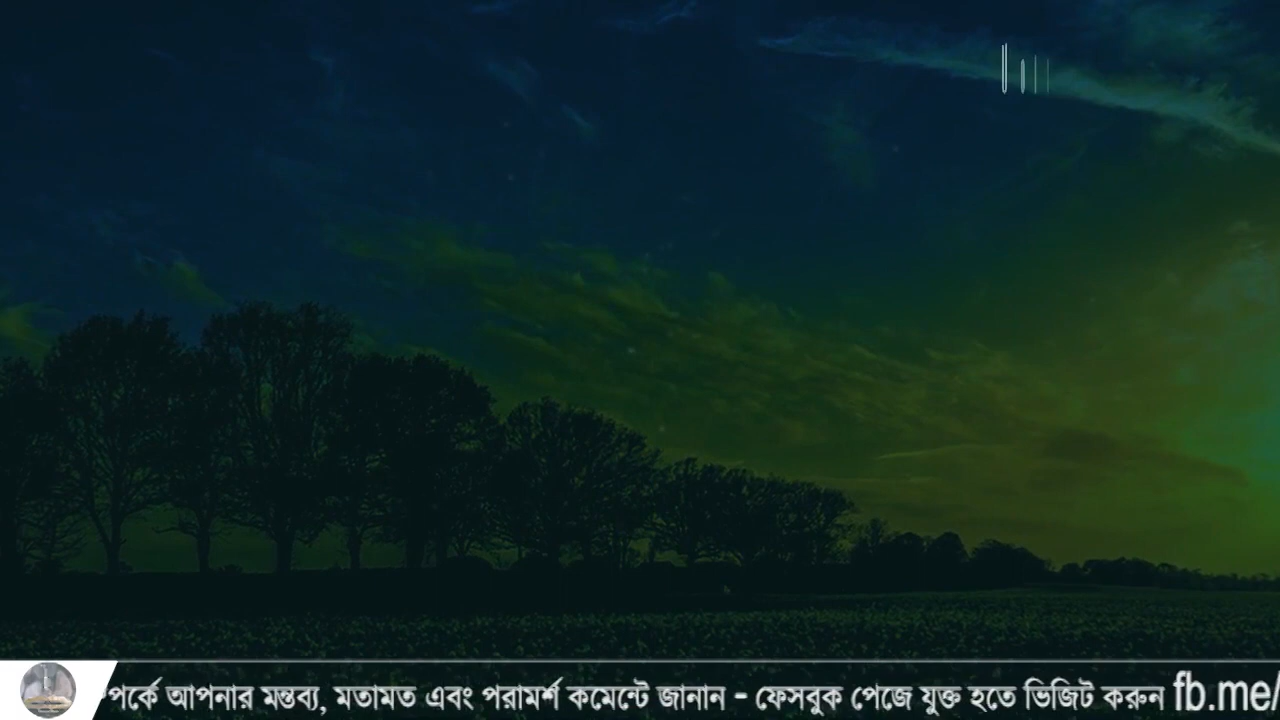 পর্কে আপনার মন্তব্য, মতামত এবং পরামর্শ কমেন্টে জানান - ফেসবুক পেজে যুক্ত হতে ভিজিট করুন fb.me/